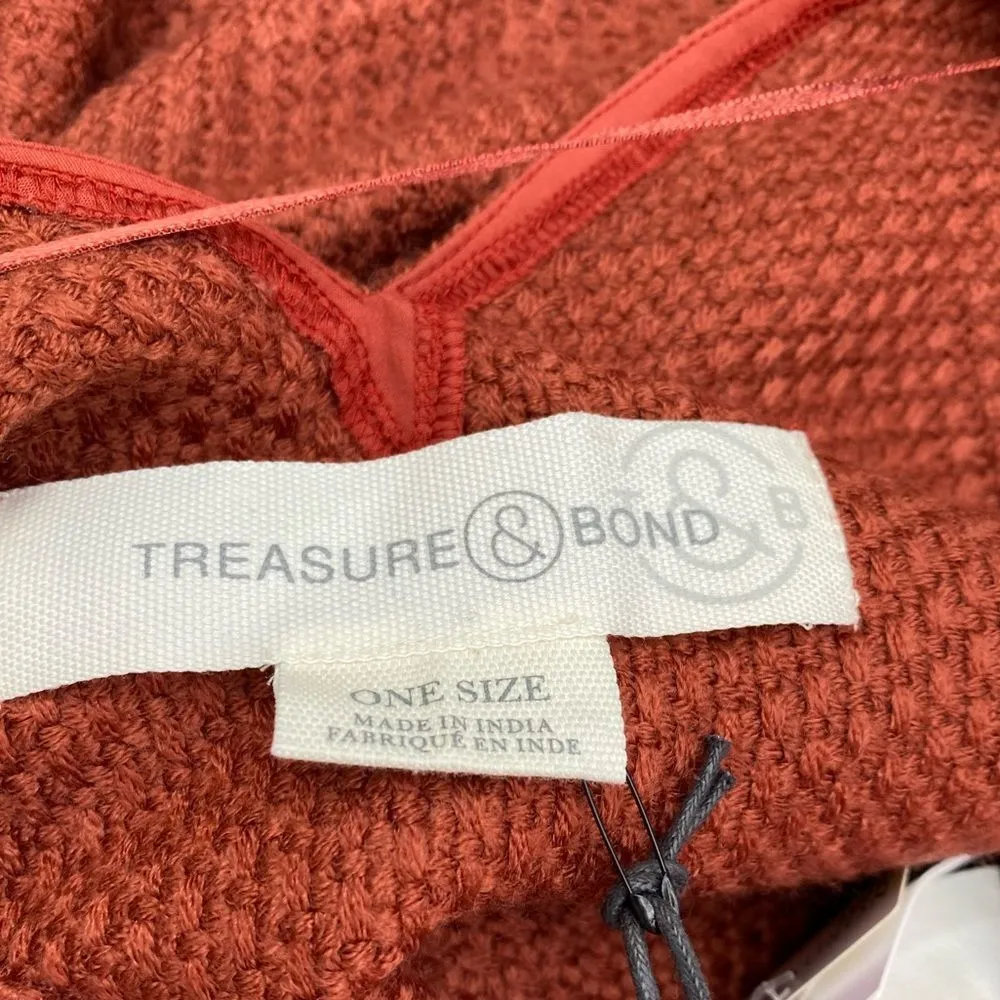 TREASURE & BOND
& B
ONE SIZE
MADE IN INDIA
FABRIQUÉ EN INDE